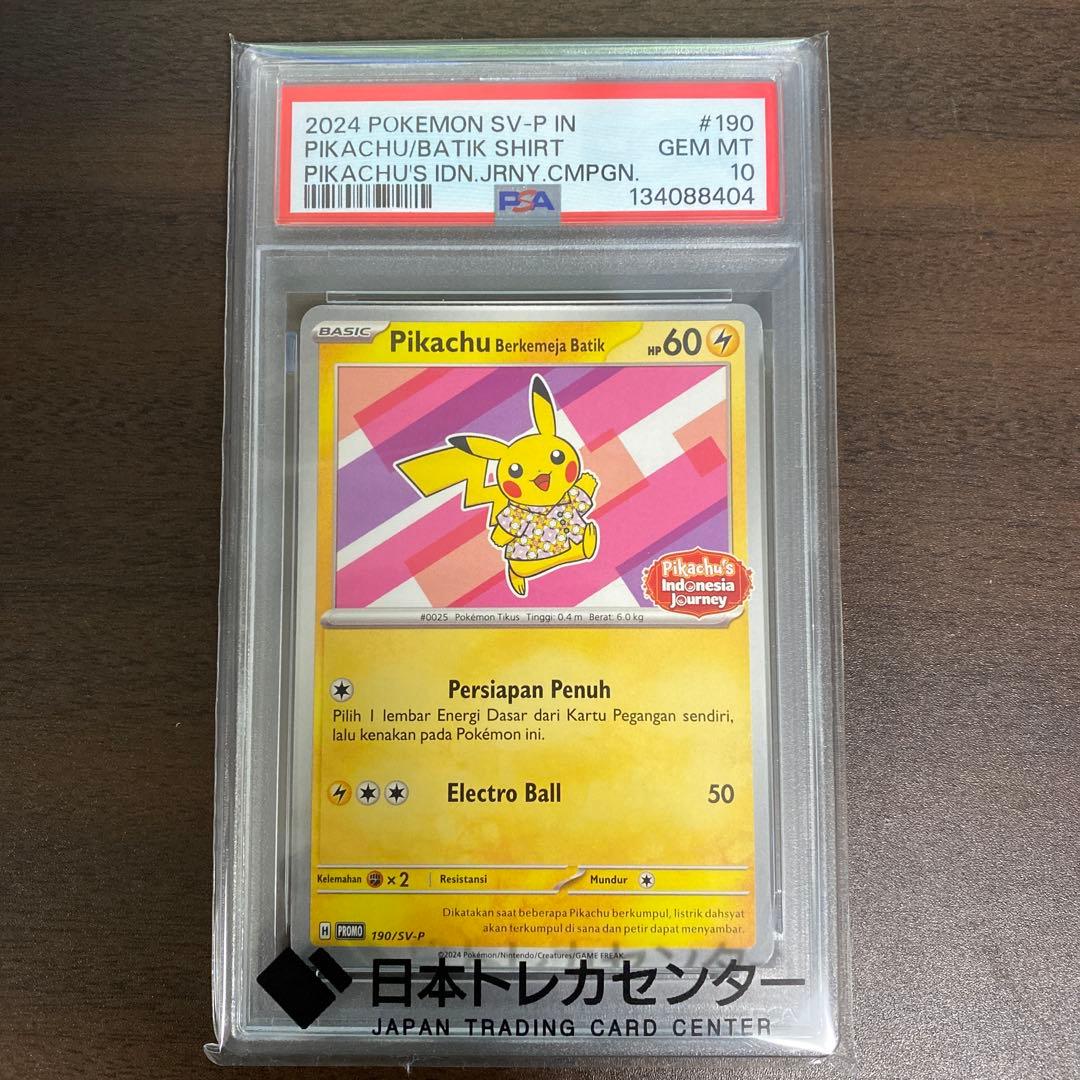 2024 POKEMON SV-P IN #190
PIKACHU/BATIK SHIRT GEM MT
PIKACHU'S IDN.JRNY.CMPGN. 10
PSA 134088404
BASIC Pikachu Berkemeja Batik HP 60
Pikachu's
Indonesia
Journey
#0025 Pokémon Tikus Tinggi: 0.4 m Berat: 6.0 kg
Persiapan Penuh
Pilih 1 lembar Energi Dasar dari Kartu Pegangan sendiri,
lalu kenakan pada Pokémon ini.
Electro Ball 50
Kelemahan ×2 Resistansi Mundur
Dikatakan saat beberapa Pikachu berkumpul, listrik dahsyat
akan terkumpul di sana dan petir dapat menyambar.
H PROMO 190/SV-P
©2024 Pokémon/Nintendo/Creatures/GAME FREAK
日本トレカセンター
JAPAN TRADING CARD CENTER